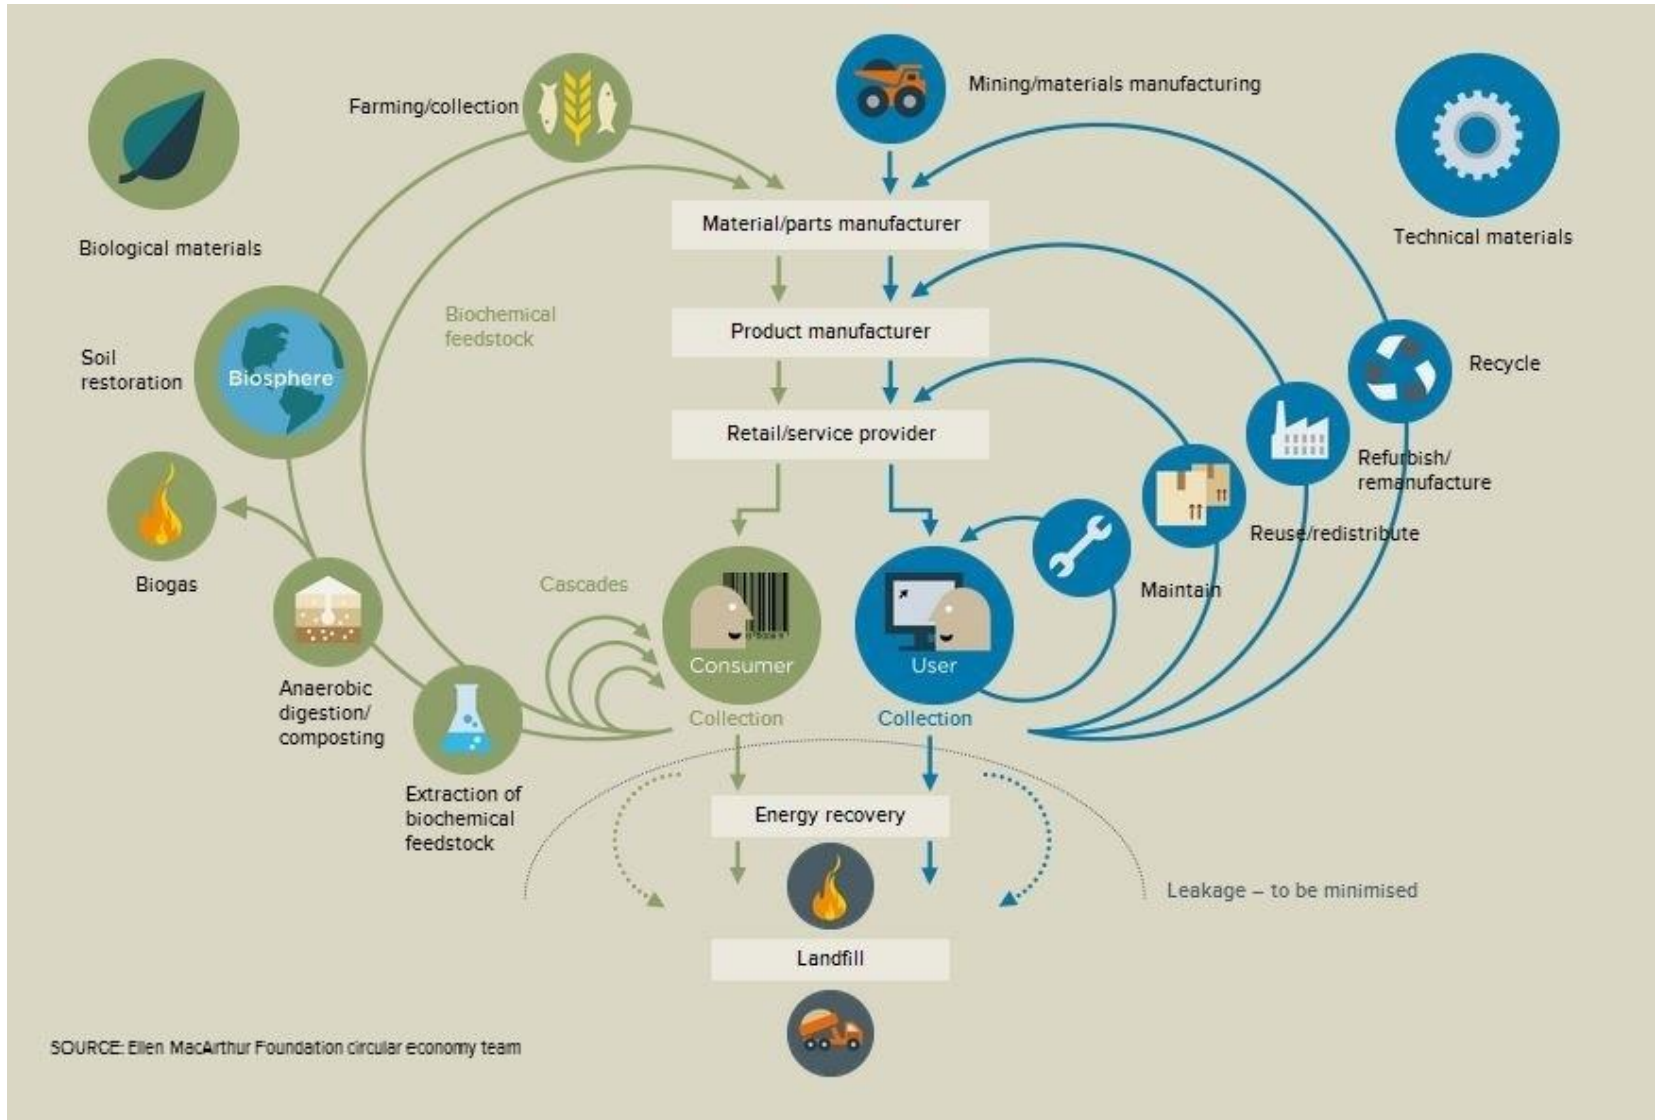 Farming/collection
Mining/materials manufacturing
Biological materials
Technical materials
Material/parts manufacturer
Biochemical
feedstock
Product manufacturer
Soil
restoration
Biosphere
Recycle
Retail/service provider
Refurbish/
remanufacture
Reuse/redistribute
Biogas
Cascades
Maintain
Consumer
User
Anaerobic
digestion/
composting
Collection
Collection
Extraction of
biochemical
feedstock
Energy recovery
Leakage – to be minimised
Landfill
SOURCE: Ellen MacArthur Foundation circular economy team